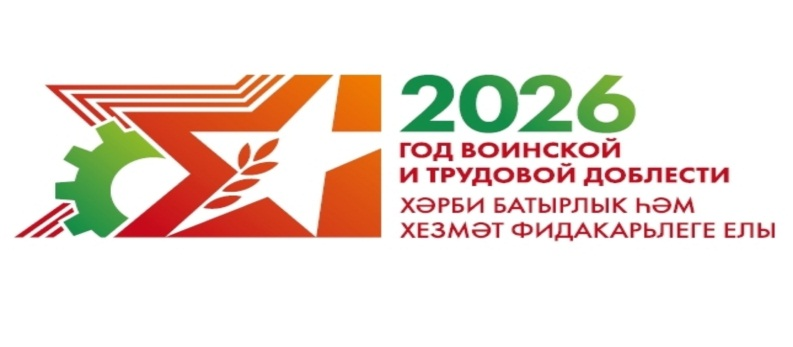 2026
ГОД ВОИНСКОЙ
И ТРУДОВОЙ ДОБЛЕСТИ
ХӘРБИ БАТЫРЛЫК ҺӘМ
ХЕЗМӘТ ФИДАКАРЬЛЕГЕ ЕЛЫ